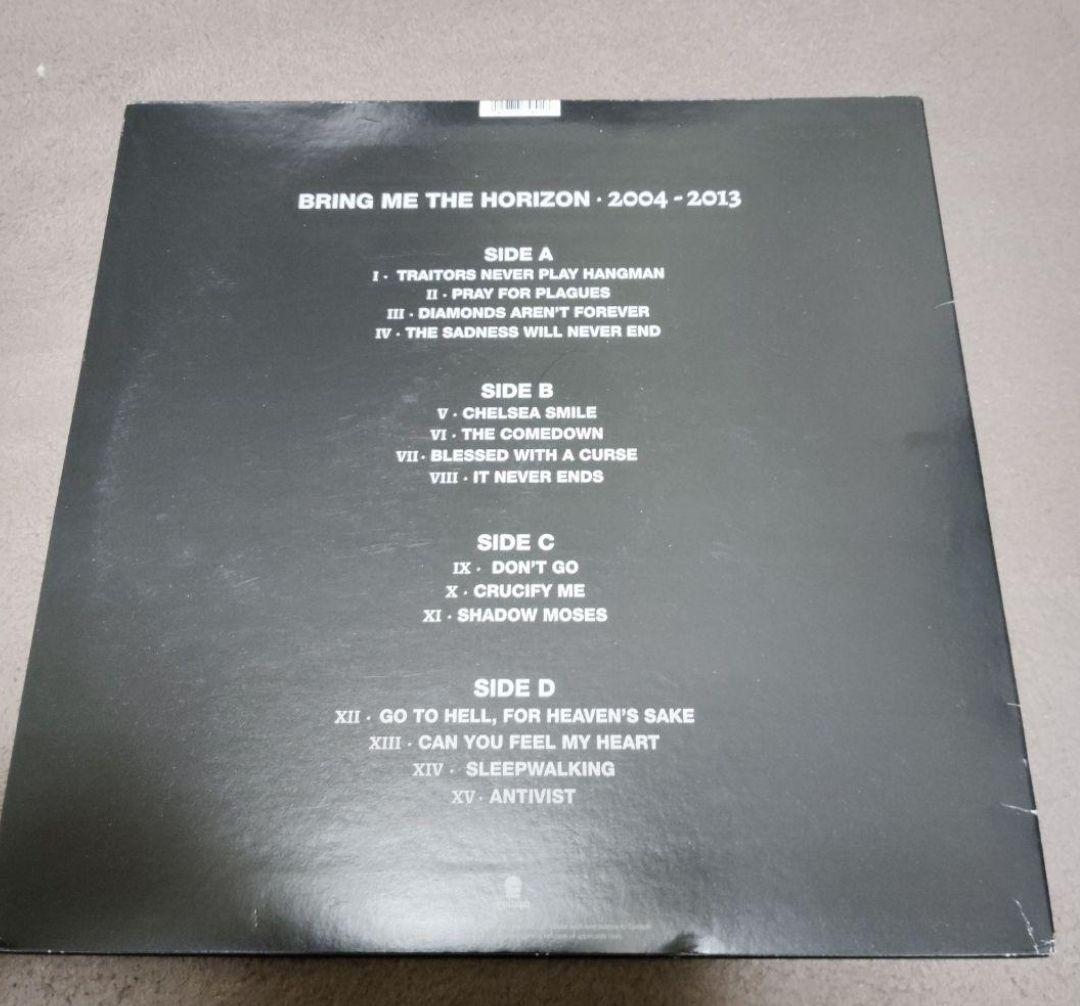 BRING ME THE HORIZON · 2004 - 2013
SIDE A
I · TRAITORS NEVER PLAY HANGMAN
II · PRAY FOR PLAGUES
III · DIAMONDS AREN'T FOREVER
IV · THE SADNESS WILL NEVER END
SIDE B
V · CHELSEA SMILE
VI · THE COMEDOWN
VII · BLESSED WITH A CURSE
VIII · IT NEVER ENDS
SIDE C
IX · DON'T GO
X · CRUCIFY ME
XI · SHADOW MOSES
SIDE D
XII · GO TO HELL, FOR HEAVEN'S SAKE
XIII · CAN YOU FEEL MY HEART
XIV · SLEEPWALKING
XV · ANTIVIST